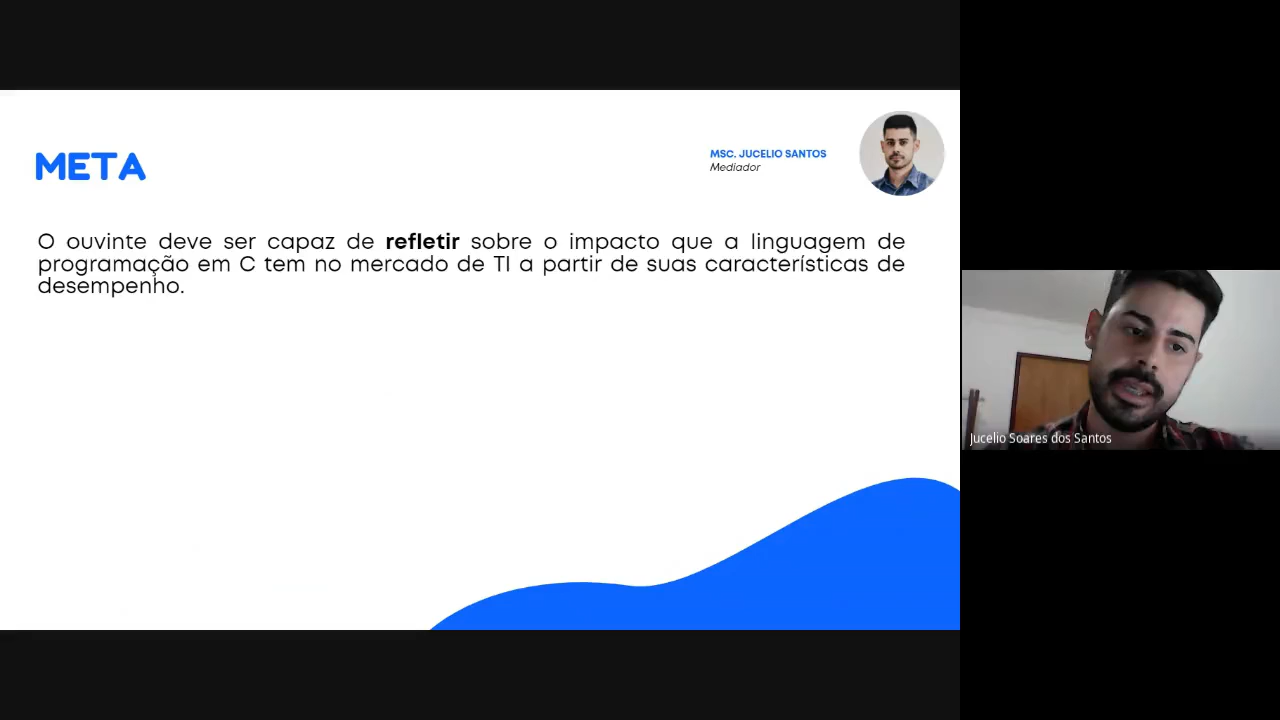 META
MSC. JUCELIO SANTOS
Mediador
O ouvinte deve ser capaz de refletir sobre o impacto que a linguagem de
programação em C tem no mercado de TI a partir de suas características de
desempenho.
Jucelio Soares dos Santos